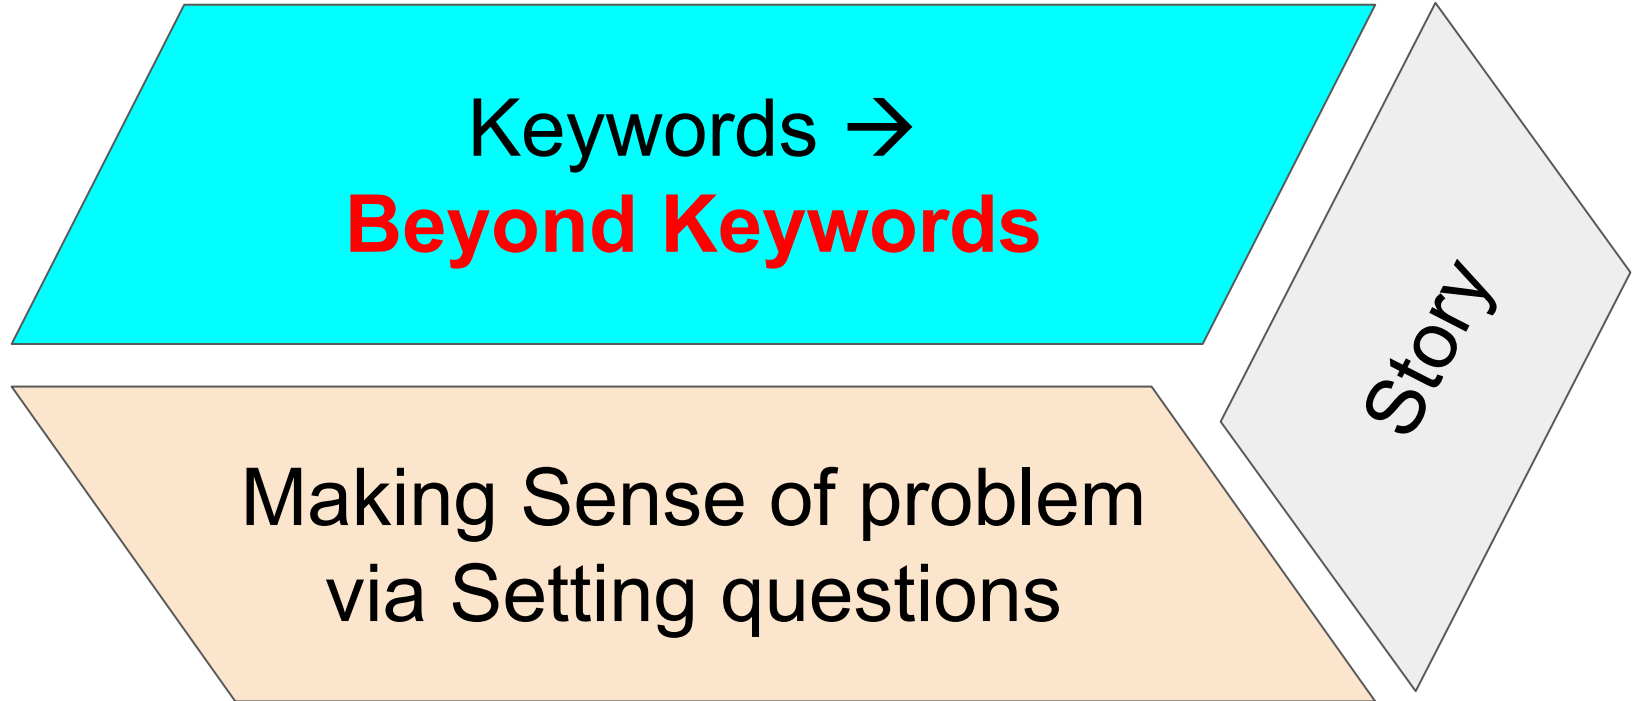 Keywords →
Beyond Keywords
Making Sense of problem
via Setting questions
Story